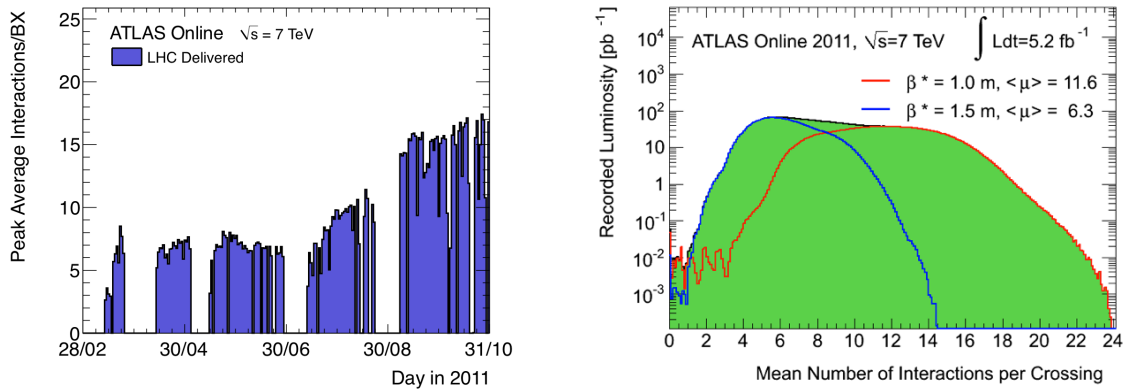 Peak Average Interactions/BX
25
20
15
10
5
0
ATLAS Online √s = 7 TeV
LHC Delivered
28/02 30/04 30/06 30/08 31/10
Day in 2011
Recorded Luminosity [pb⁻¹]
10⁴
10³
10²
10
1
10⁻¹
10⁻²
10⁻³
ATLAS Online 2011, √s=7 TeV ∫ Ldt=5.2 fb⁻¹
β * = 1.0 m, <μ> = 11.6
β * = 1.5 m, <μ> = 6.3
0 2 4 6 8 10 12 14 16 18 20 22 24
Mean Number of Interactions per Crossing